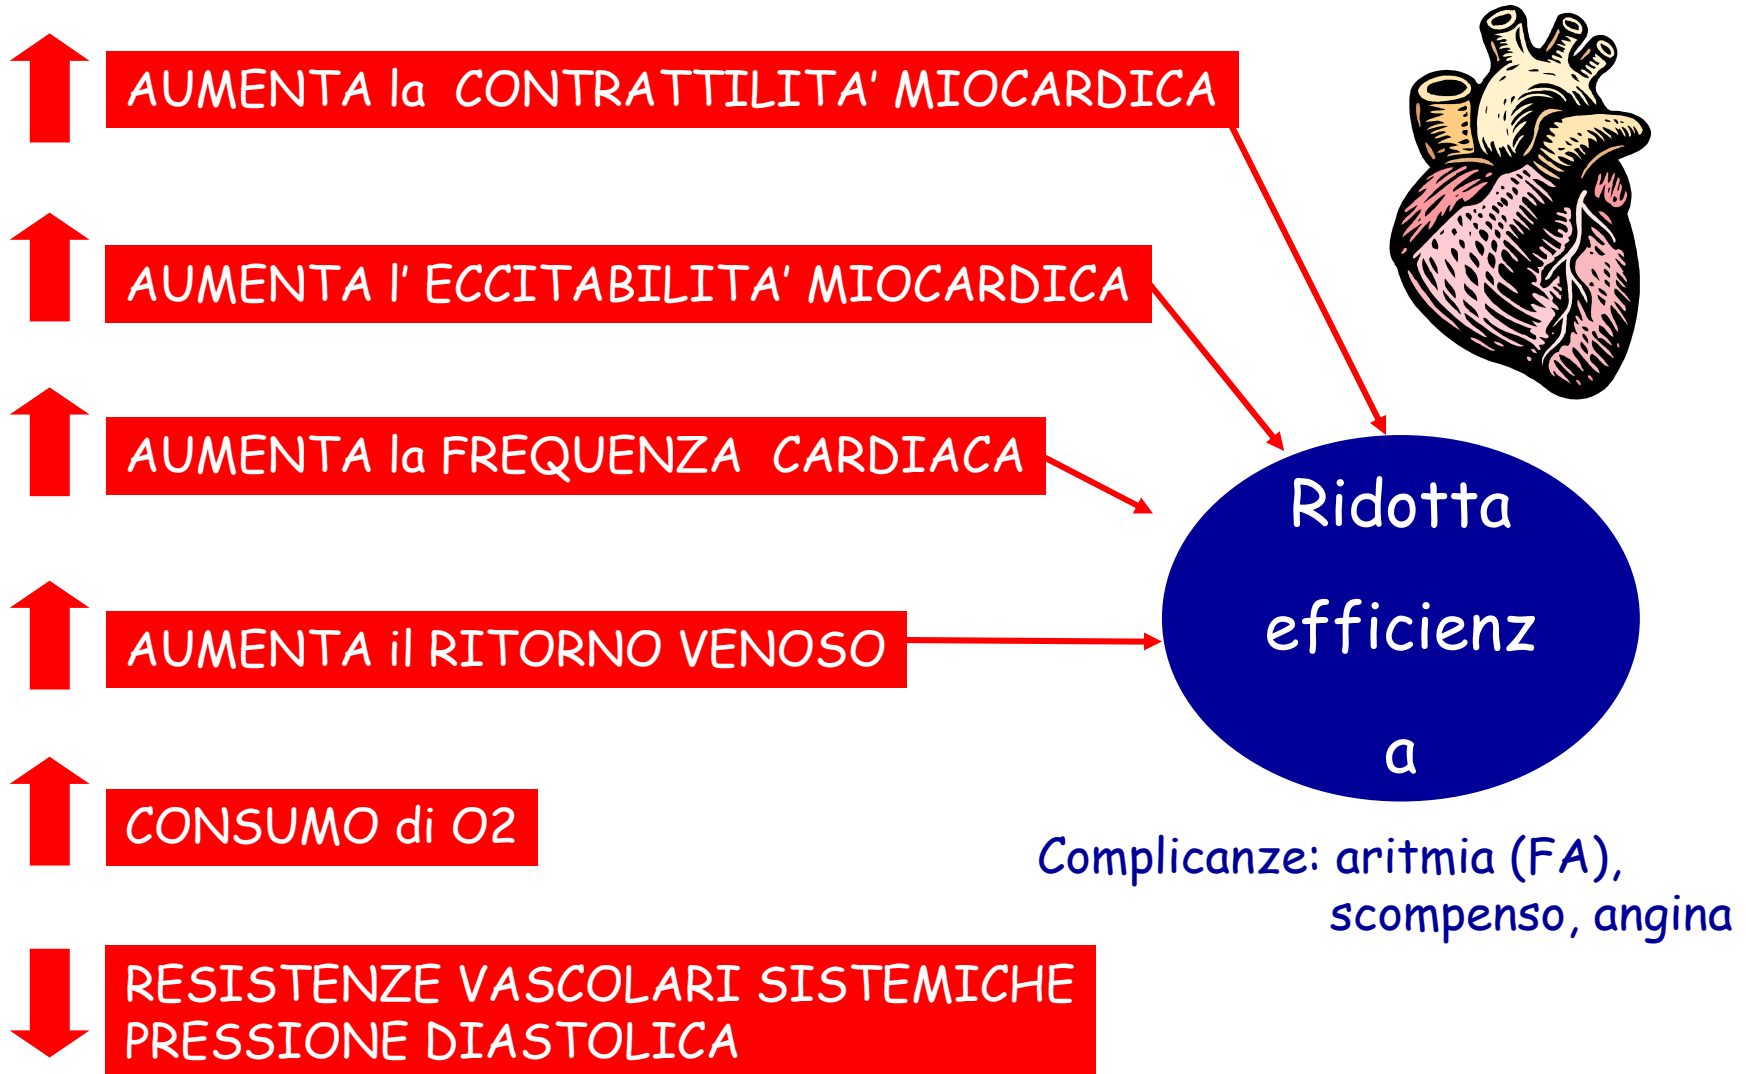 AUMENTA la CONTRATTILITA’ MIOCARDICA
AUMENTA l’ ECCITABILITA’ MIOCARDICA
AUMENTA la FREQUENZA CARDIACA
AUMENTA il RITORNO VENOSO
CONSUMO di O2
RESISTENZE VASCOLARI SISTEMICHE
PRESSIONE DIASTOLICA
Ridotta
efficienz
a
Complicanze: aritmia (FA),
scompenso, angina